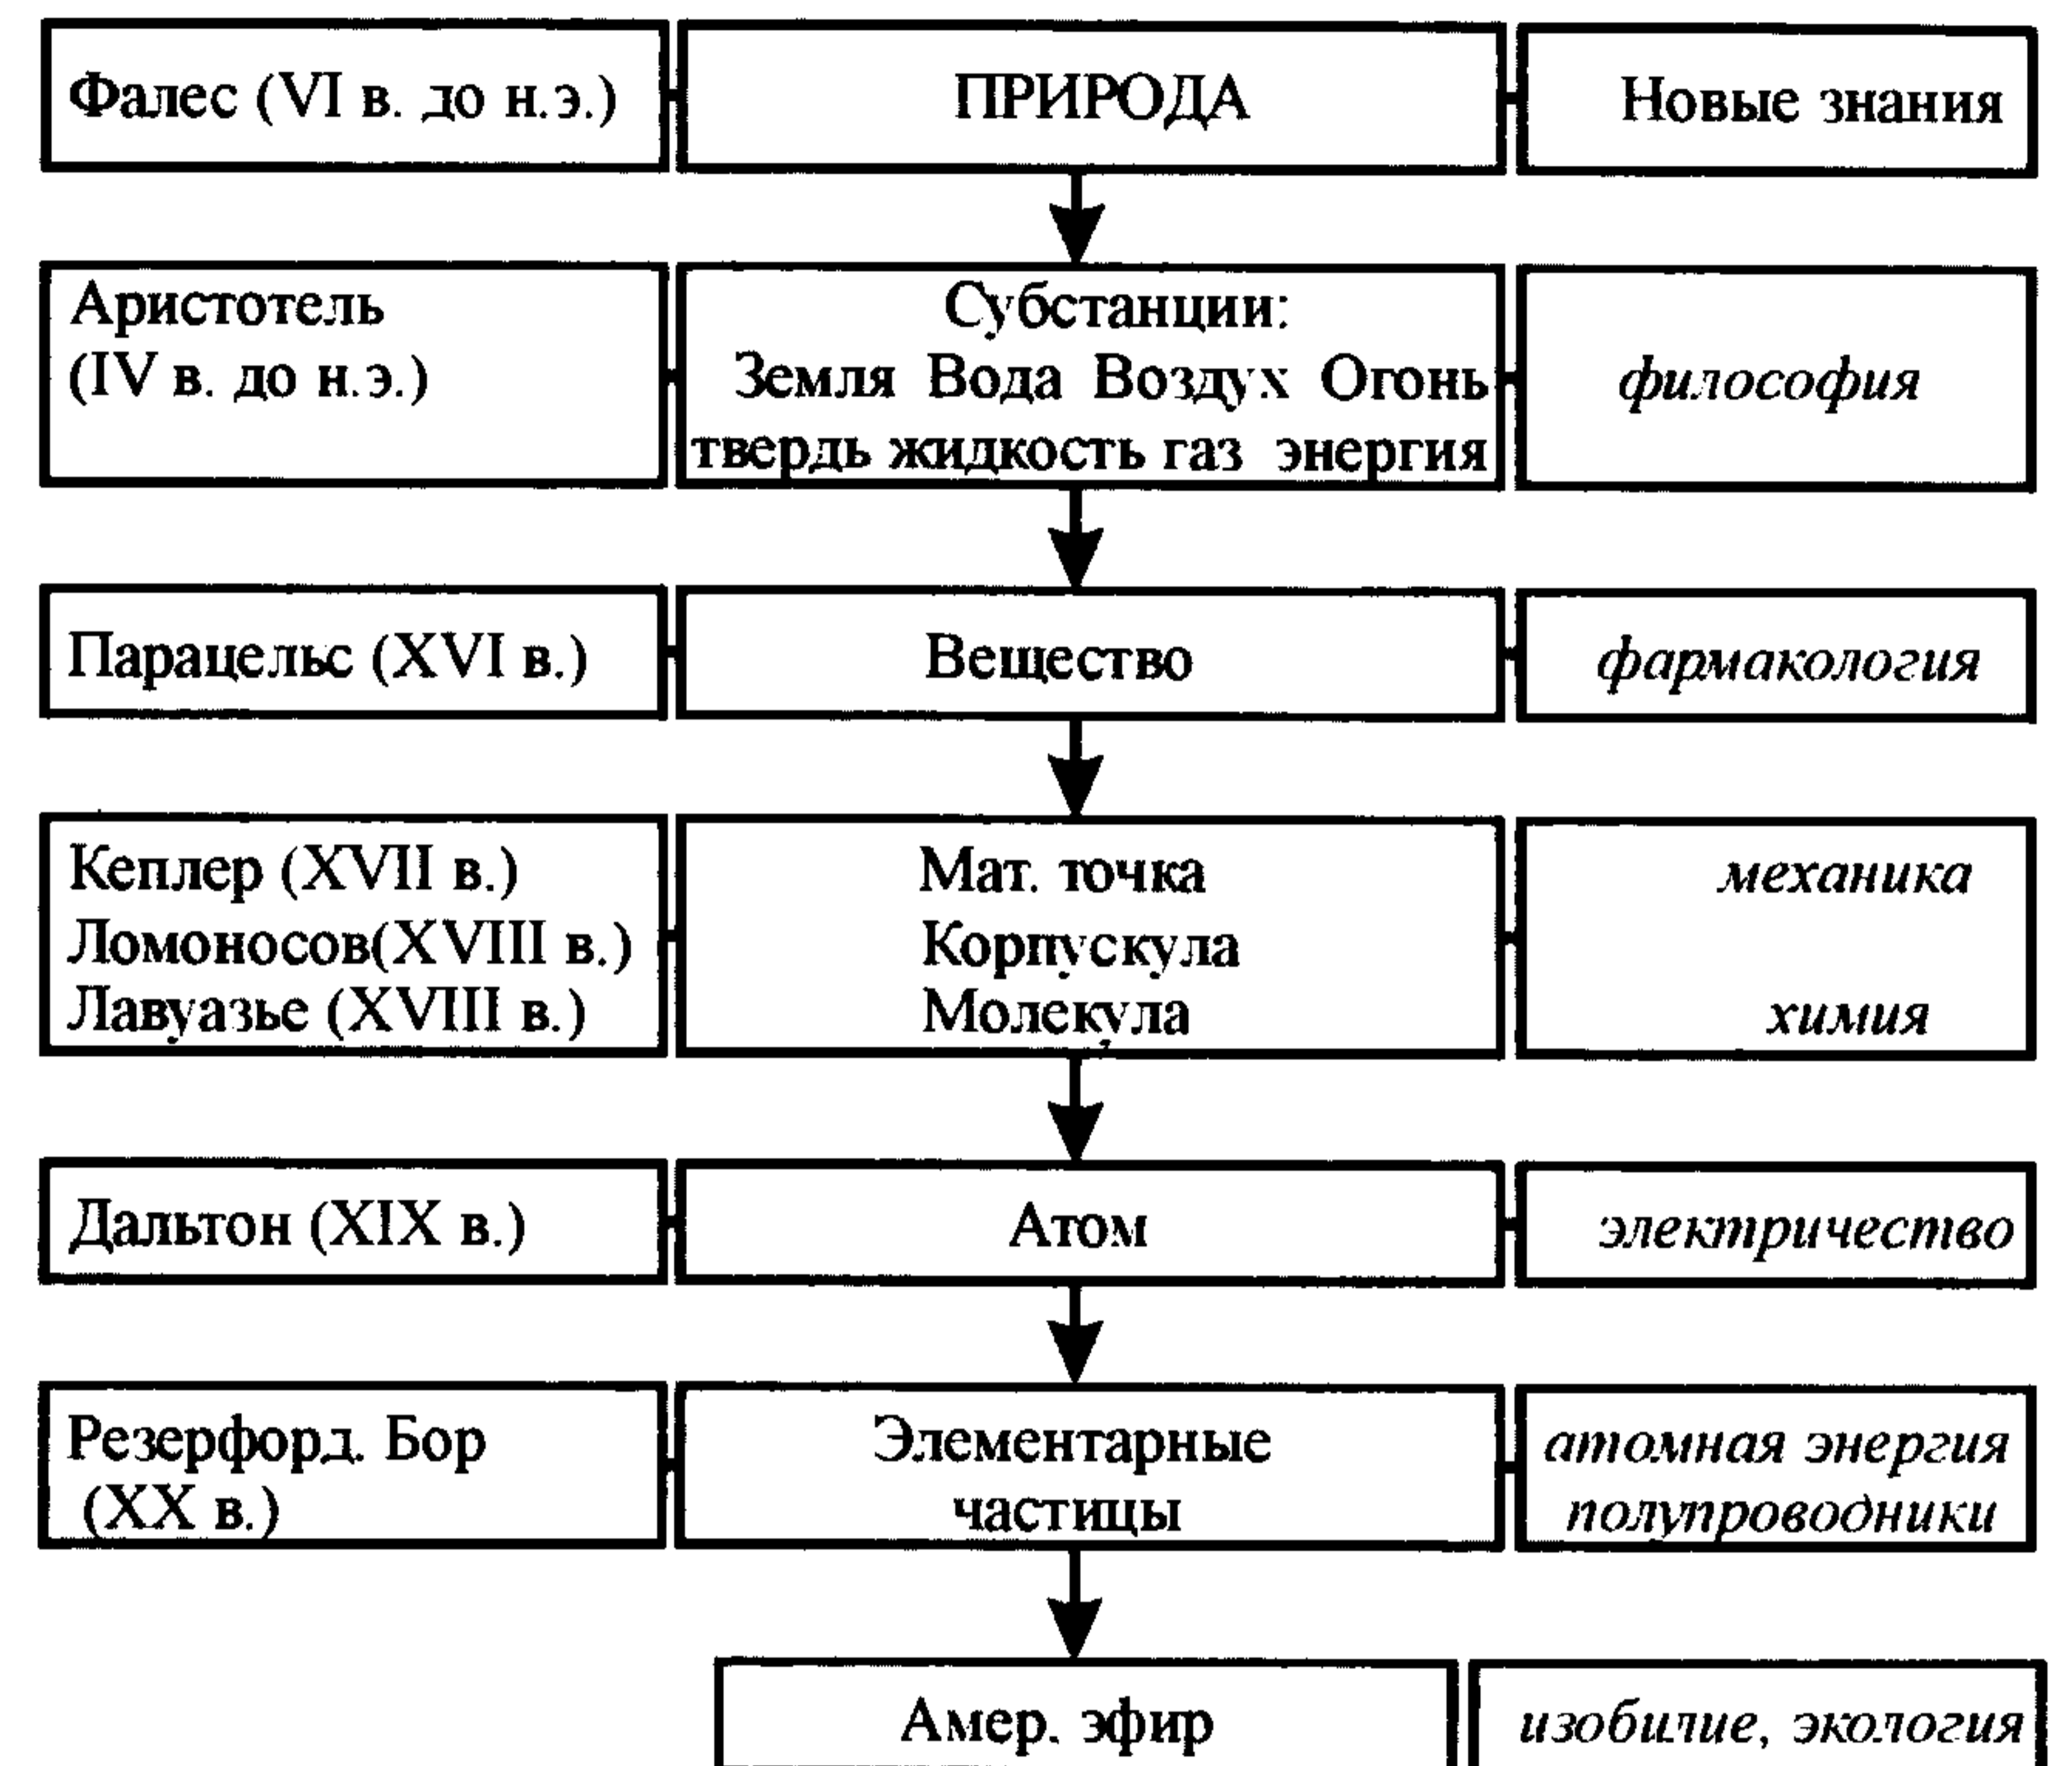 Фалес (VI в. до н.э.)
ПРИРОДА
Новые знания
Аристотель
(IV в. до н.э.)
Субстанции:
Земля Вода Воздух Огонь
твердь жидкость газ энергия
философия
Парацельс (XVI в.)
Вещество
фармакология
Кеплер (XVII в.)
Ломоносов(XVIII в.)
Лавуазье (XVIII в.)
Мат. точка
Корпускула
Молекула
механика
химия
Дальтон (XIX в.)
Атом
электричество
Резерфорд. Бор
(XX в.)
Элементарные
частицы
атомная энергия
полупроводники
Амер. эфир
изобилие, экология